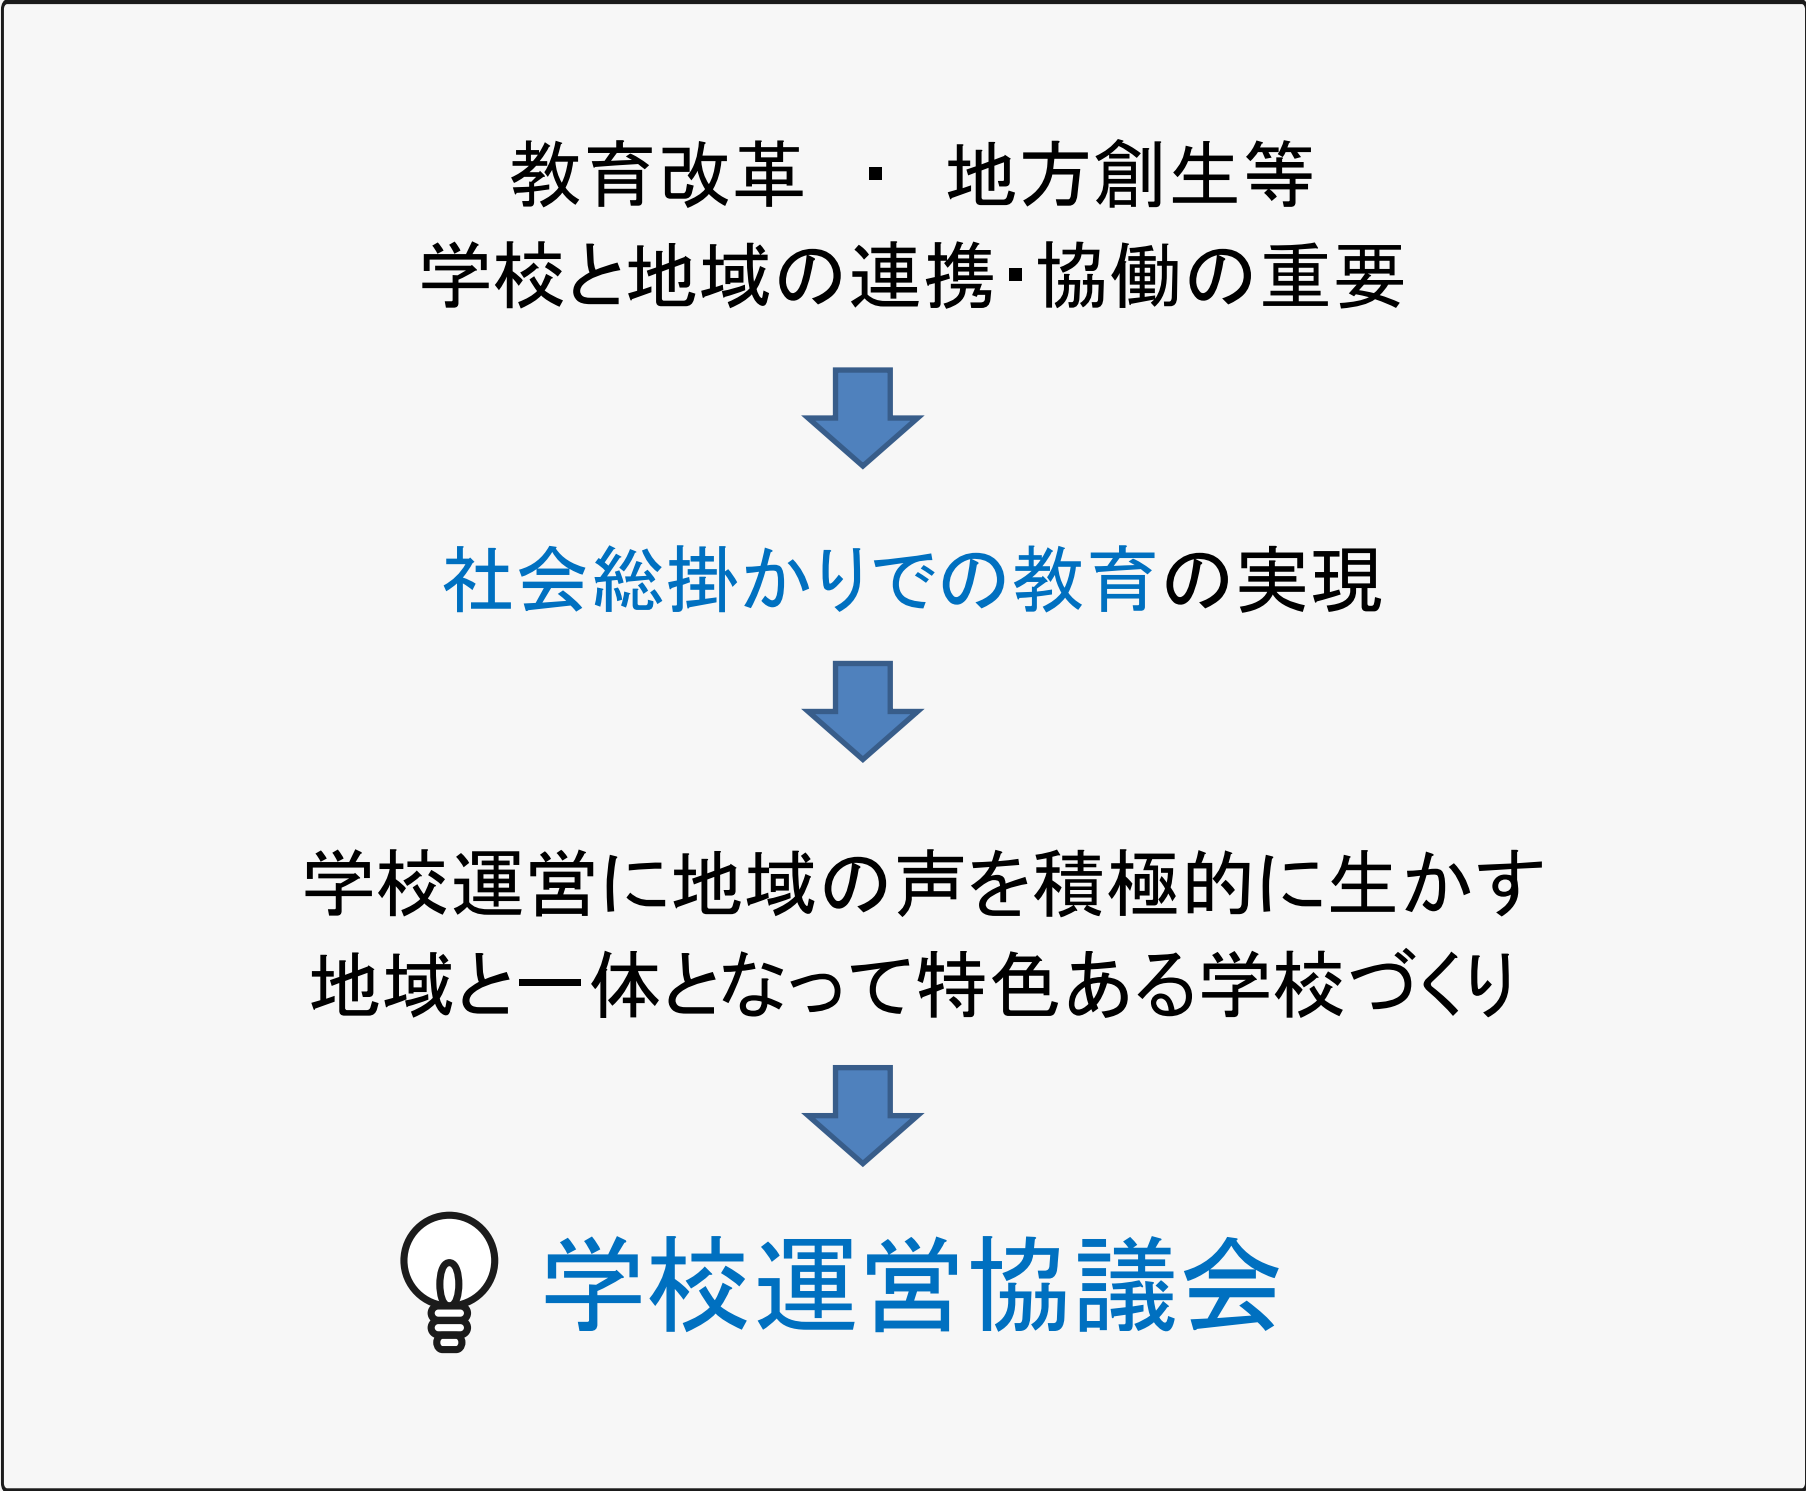 教育改革　・　地方創生等
学校と地域の連携・協働の重要
社会総掛かりでの教育の実現
学校運営に地域の声を積極的に生かす
地域と一体となって特色ある学校づくり
学校運営協議会